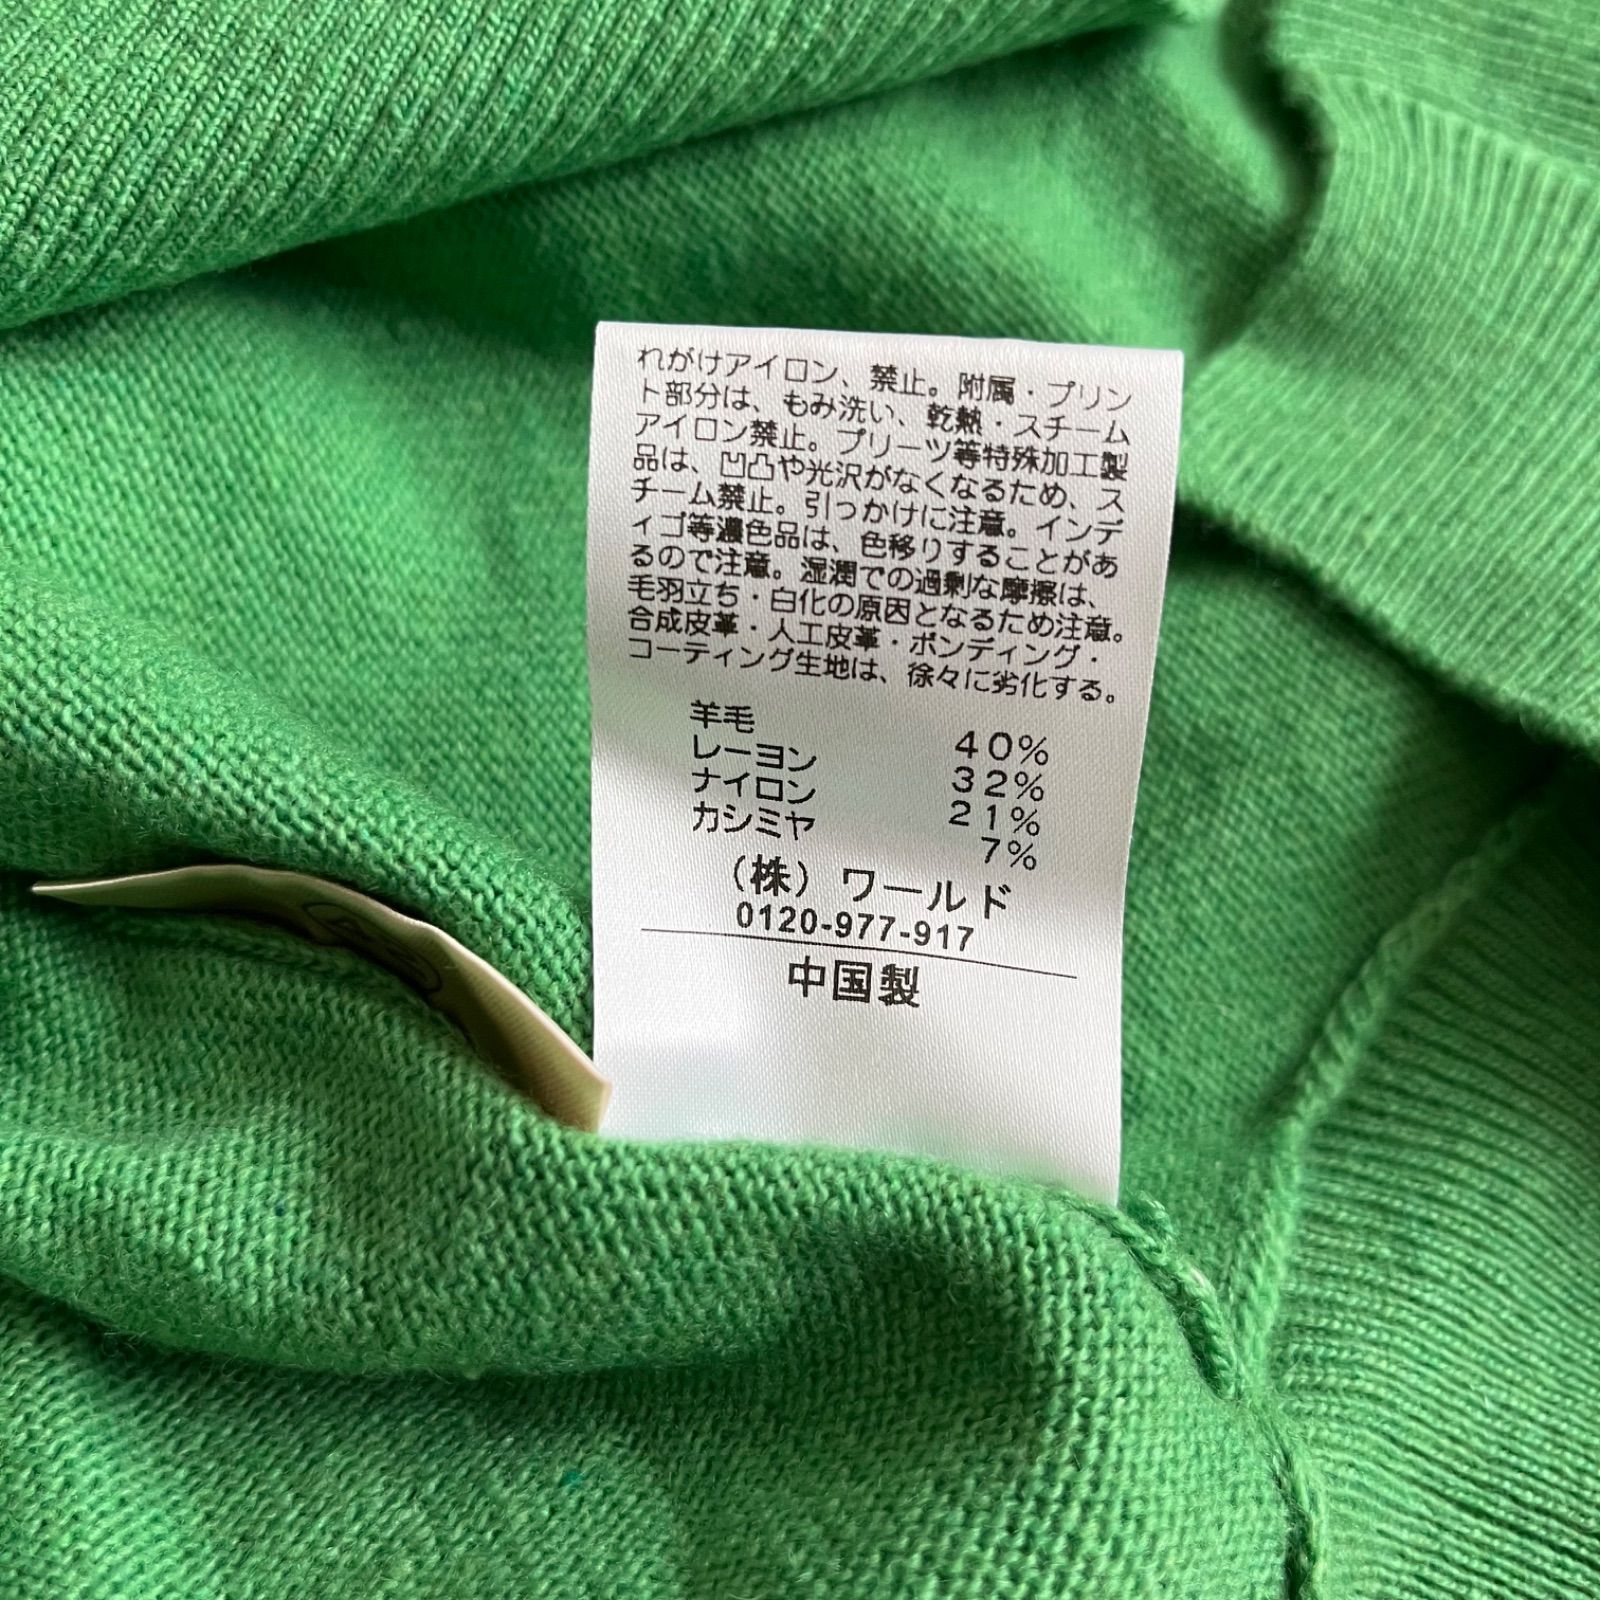 れがけアイロン、禁止。附属・プリン
ト部分は、もみ洗い、乾熱・スチーム
アイロン禁止。プリーツ等特殊加工製
品は、凹凸や光沢がなくなるため、ス
チーム禁止。引っかけに注意。インデ
ィゴ等濃色品は、色移りすることがあ
るので注意。湿潤での過剰な摩擦は、
毛羽立ち・白化の原因となるため注意。
合成皮革・人工皮革・ボンディング・
コーティング生地は、徐々に劣化する。
羊毛 40%
レーヨン 32%
ナイロン 21%
カシミヤ 7%
(株) ワールド
0120-977-917
中国製